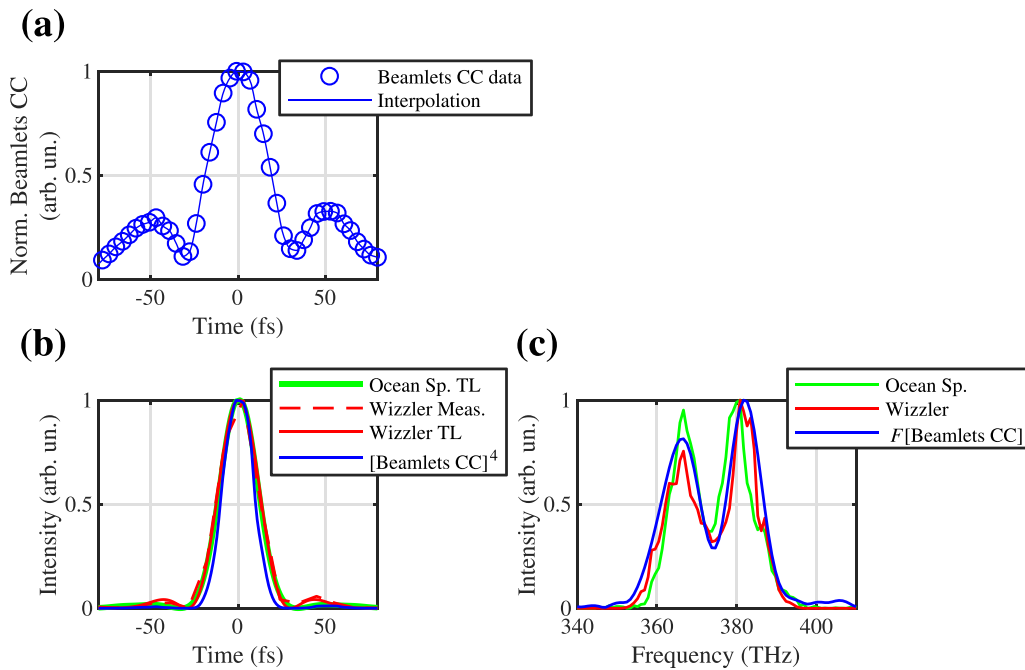 (a)
Norm. Beamlets CC
(arb. un.)
1
0.5
0
-50
0
50
Time (fs)
Beamlets CC data
Interpolation
(b)
Intensity (arb. un.)
1
0.5
0
-50
0
50
Time (fs)
Ocean Sp. TL
Wizzler Meas.
Wizzler TL
[Beamlets CC]⁴
(c)
Intensity (arb. un.)
1
0.5
0
340
360
380
400
Frequency (THz)
Ocean Sp.
Wizzler
F[Beamlets CC]